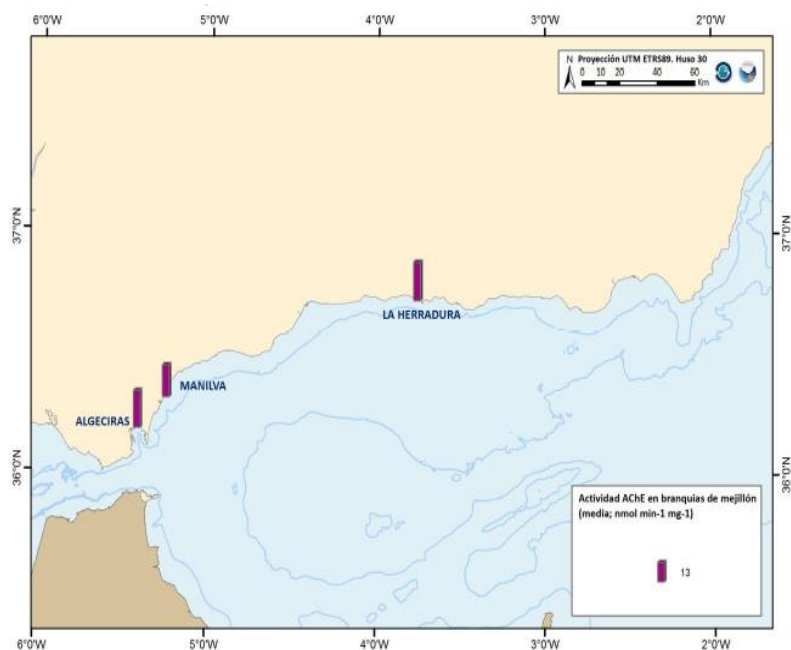 6°0'W 5°0'W 4°0'W 3°0'W 2°0'W
N Proyección UTM ETRS89. Huso 30
0 10 20 40 60
Km
37°0'N 37°0'N
LA HERRADURA
MANILVA
ALGECIRAS
36°0'N 36°0'N
Actividad AChE en branquias de mejillón
(media; nmol min-1 mg-1)
13
6°0'W 5°0'W 4°0'W 3°0'W 2°0'W